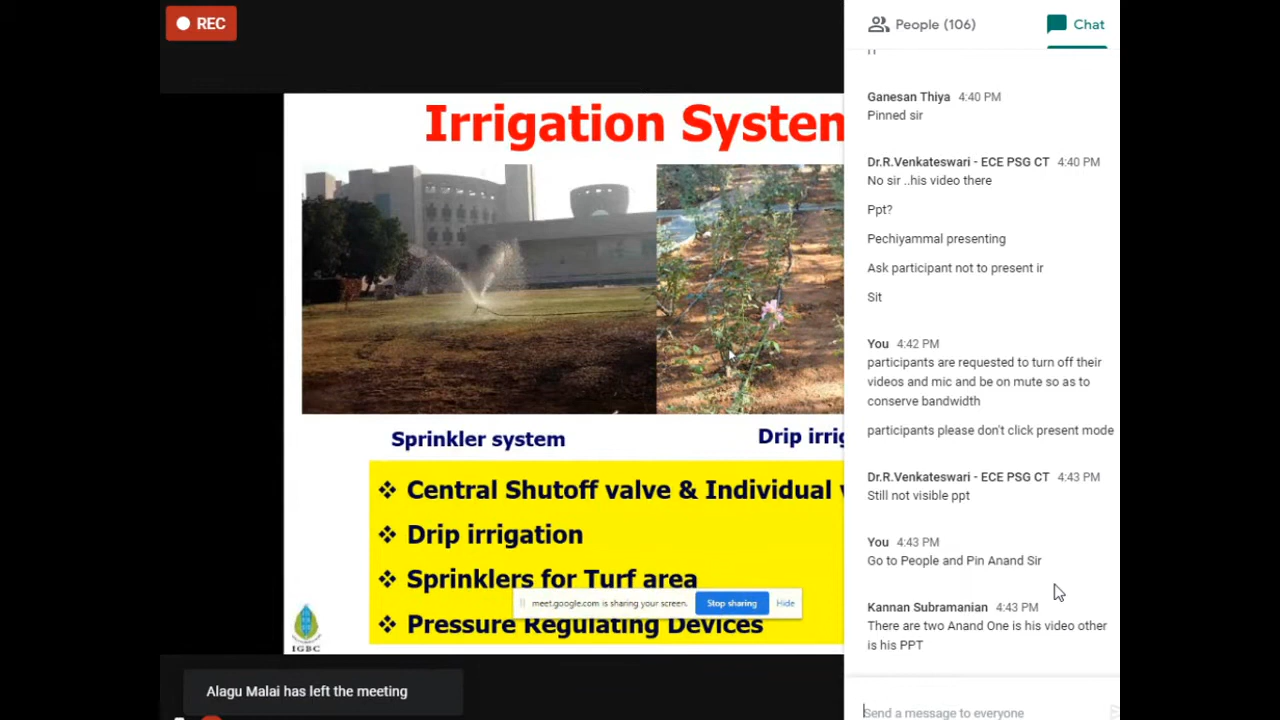 REC
People (106)
Chat
Ganesan Thiya 4:40 PM
Pinned sir
Dr.R.Venkateswari - ECE PSG CT 4:40 PM
No sir ..his video there
Ppt?
Pechiyammal presenting
Ask participant not to present ir
Sit
You 4:42 PM
participants are requested to turn off their
videos and mic and be on mute so as to
conserve bandwidth
participants please don't click present mode
Dr.R.Venkateswari - ECE PSG CT 4:43 PM
Still not visible ppt
You 4:43 PM
Go to People and Pin Anand Sir
Kannan Subramanian 4:43 PM
There are two Anand One is his video other
is his PPT
Send a message to everyone
Irrigation System
Sprinkler system
Drip irrig
❖ Central Shutoff valve & Individual v
❖ Drip irrigation
❖ Sprinklers for Turf area
❖ Pressure Regulating Devices
meet.google.com is sharing your screen.
Stop sharing
Hide
IGBC
Alagu Malai has left the meeting